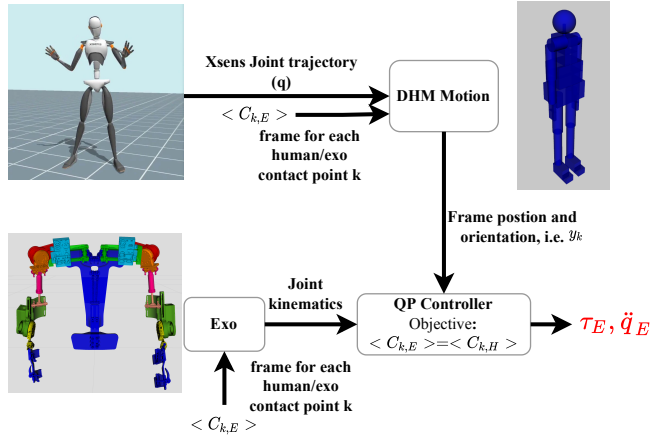 Xsens Joint trajectory
(q)
< C_{k,E} >
frame for each
human/exo
contact point k
DHM Motion
Frame postion and
orientation, i.e. y_k
Joint
kinematics
Exo
QP Controller
Objective:
< C_{k,E} >=< C_{k,H} >
τ_E, q̈_E
frame for each
human/exo
contact point k
< C_{k,E} >